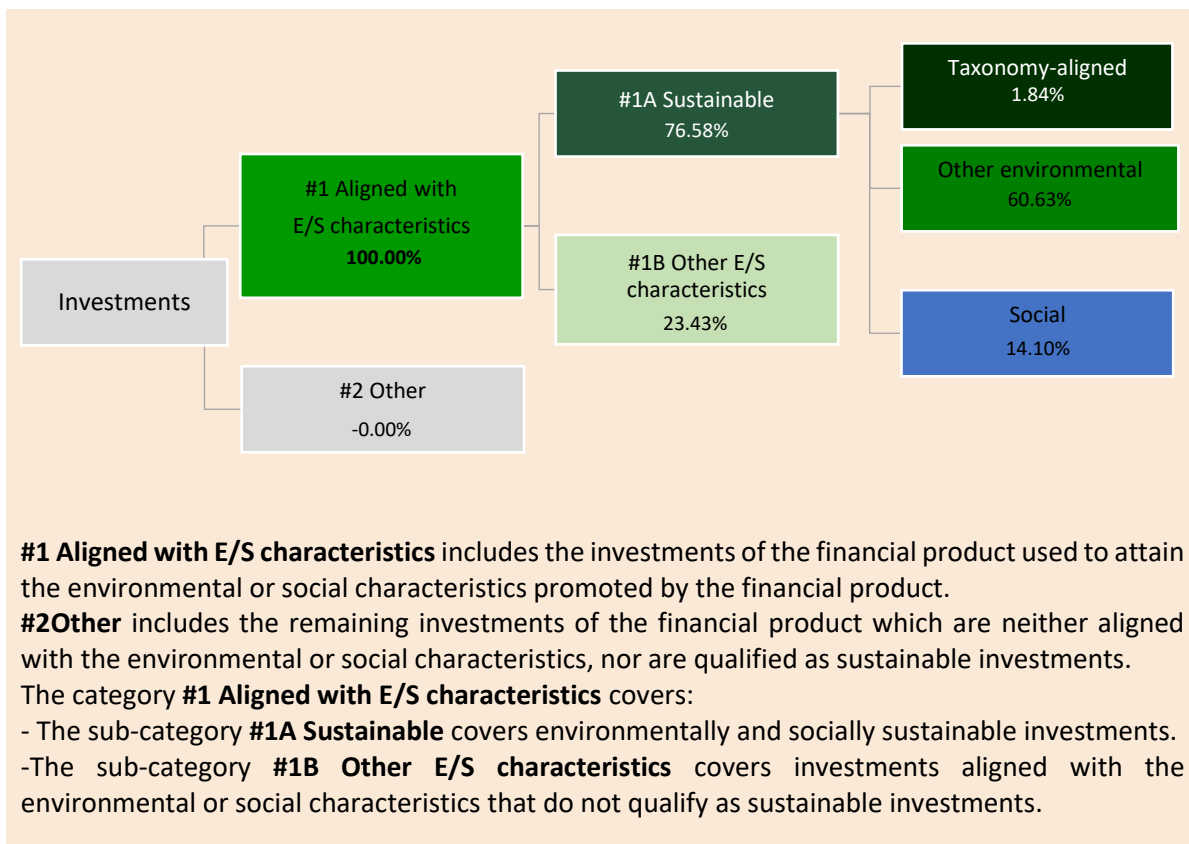 Taxonomy-aligned
1.84%
#1A Sustainable
76.58%
Other environmental
60.63%
#1 Aligned with
E/S characteristics
100.00%
#1B Other E/S
characteristics
23.43%
Investments
Social
14.10%
#2 Other
-0.00%
#1 Aligned with E/S characteristics includes the investments of the financial product used to attain
the environmental or social characteristics promoted by the financial product.
#2Other includes the remaining investments of the financial product which are neither aligned
with the environmental or social characteristics, nor are qualified as sustainable investments.
The category #1 Aligned with E/S characteristics covers:
- The sub-category #1A Sustainable covers environmentally and socially sustainable investments.
-The sub-category #1B Other E/S characteristics covers investments aligned with the
environmental or social characteristics that do not qualify as sustainable investments.